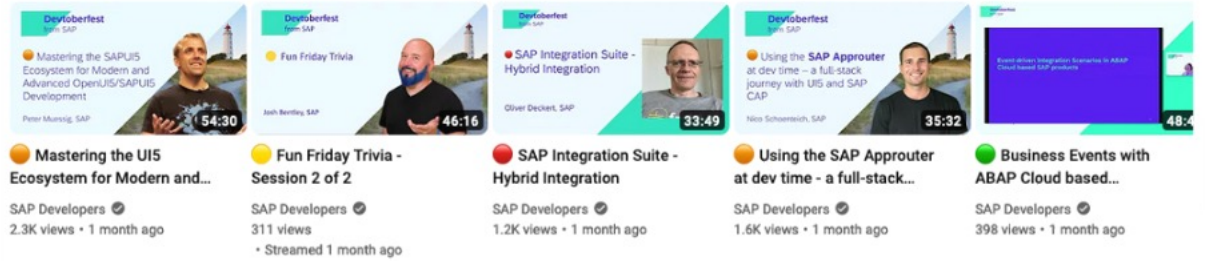 Devtoberfest
from SAP
Mastering the SAPUI5
Ecosystem for Modern and
Advanced OpenUI5/SAPUI5
Development
Peter Muessig, SAP
54:30
Mastering the UI5
Ecosystem for Modern and...
SAP Developers
2.3K views • 1 month ago
Devtoberfest
from SAP
Fun Friday Trivia
Josh Bentley, SAP
46:16
Fun Friday Trivia -
Session 2 of 2
SAP Developers
311 views
• Streamed 1 month ago
Devtoberfest
from SAP
SAP Integration Suite -
Hybrid Integration
Oliver Deckert, SAP
33:49
SAP Integration Suite -
Hybrid Integration
SAP Developers
1.2K views • 1 month ago
Devtoberfest
from SAP
Using the SAP Approuter
at dev time – a full-stack
journey with UI5 and SAP
CAP
Nico Schoenteich, SAP
35:32
Using the SAP Approuter
at dev time - a full-stack...
SAP Developers
1.6K views • 1 month ago
Devtoberfest
Event-driven Integration Scenarios in ABAP
Cloud based SAP products
48:4
Business Events with
ABAP Cloud based...
SAP Developers
398 views • 1 month ago